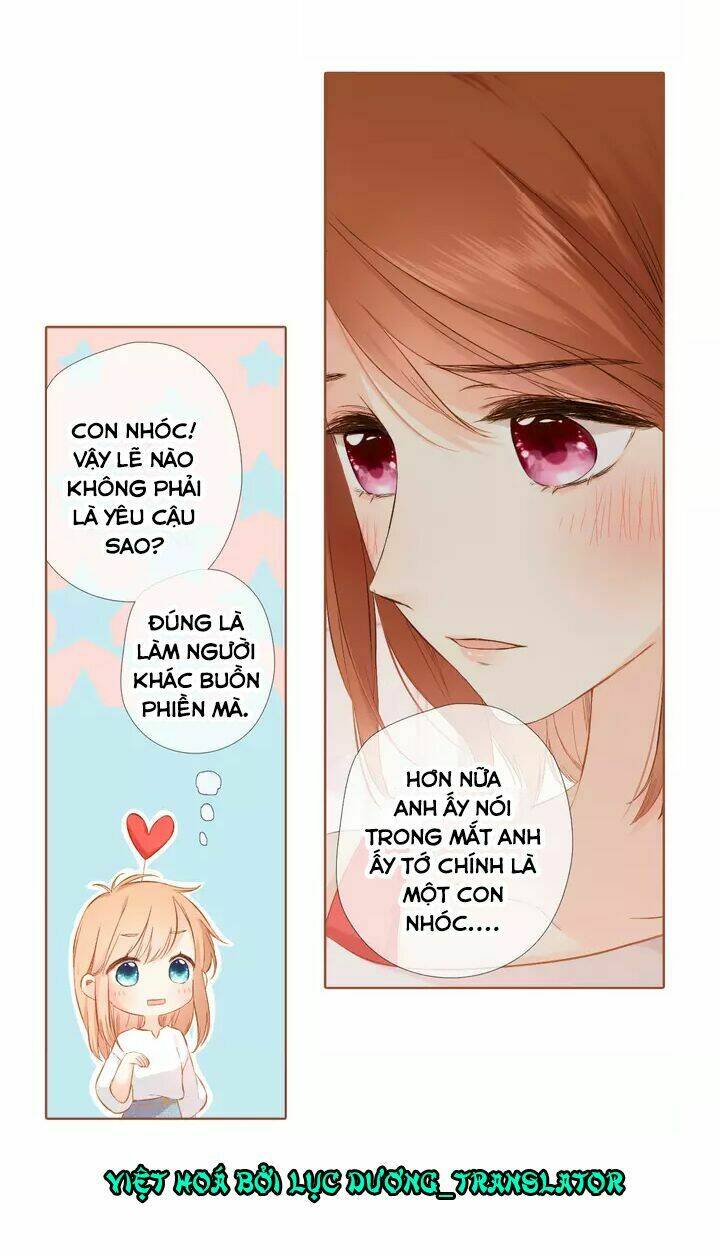 CON NHÓC!
VẬY LẼ NÀO
KHÔNG PHẢI
LÀ YÊU CẬU
SAO?
ĐÚNG LÀ
LÀM NGƯỜI
KHÁC BUỒN
PHIỀN MÀ.
HƠN NỮA
ANH ẤY NÓI
TRONG MẮT ANH
ẤY TỚ CHÍNH LÀ
MỘT CON
NHÓC....
VIỆT HOÁ BỞI LỤC DƯƠNG_TRANSLATOR